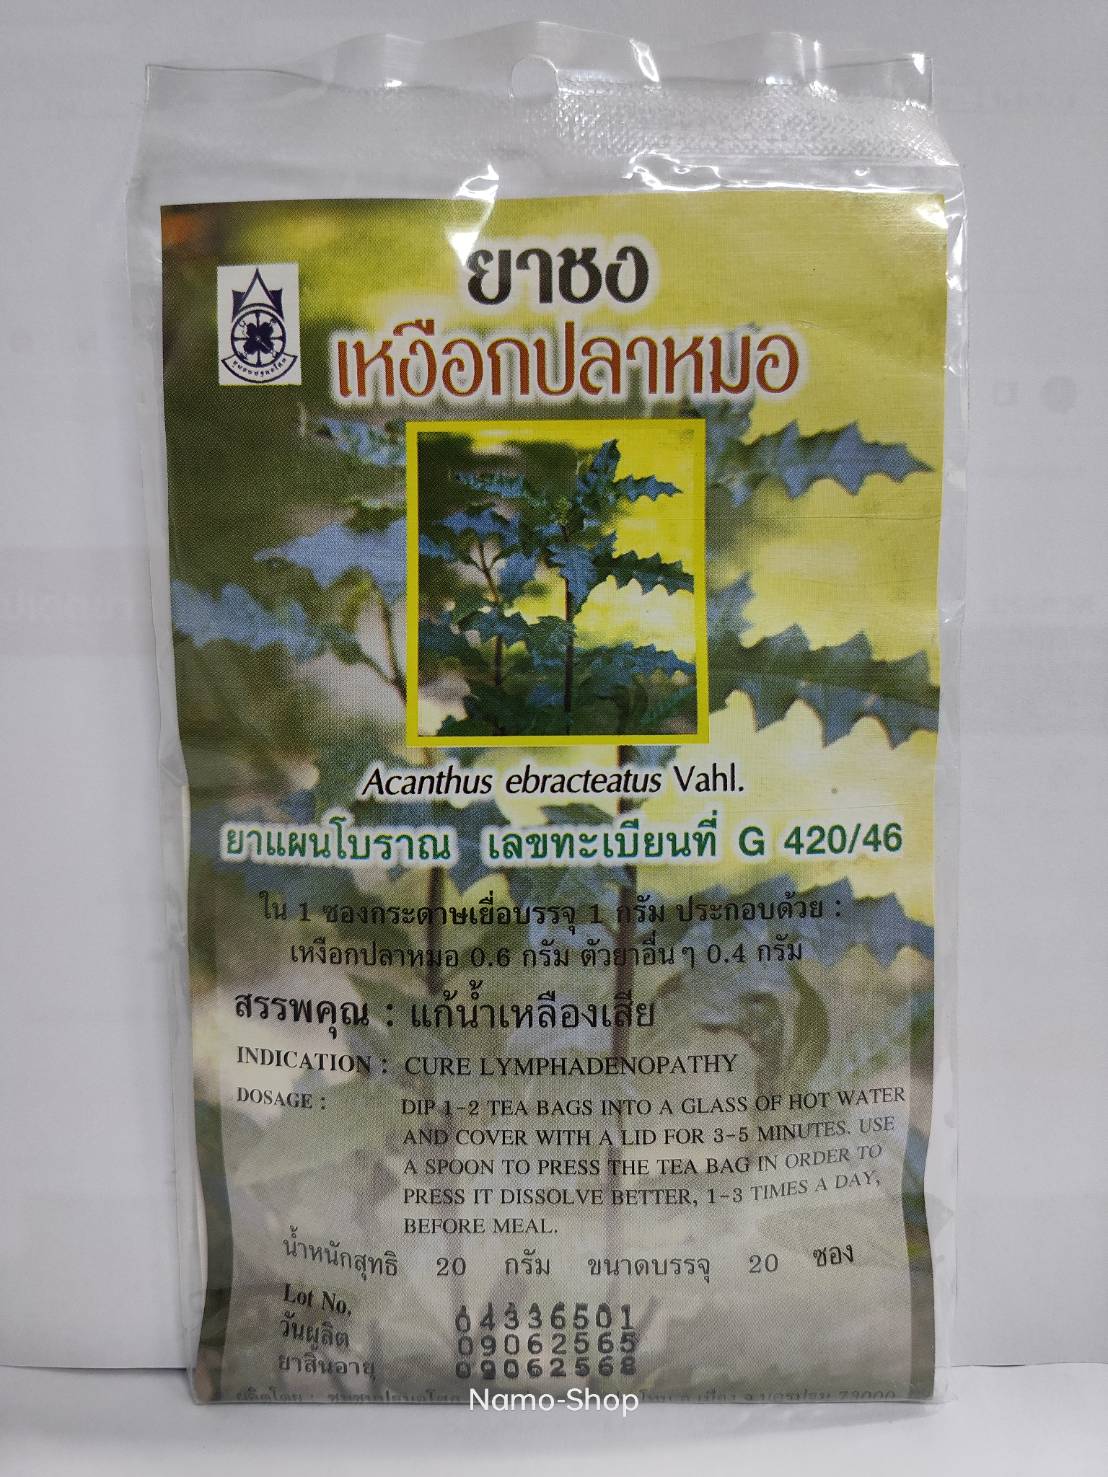 ยาชง
เหงือกปลาหมอ
Acanthus ebracteatus Vahl.
ยาแผนโบราณ เลขทะเบียนที่ G 420/46
ใน 1 ซองกระดาษเยื่อบรรจุ 1 กรัม ประกอบด้วย :
เหงือกปลาหมอ 0.6 กรัม ตัวยาอื่นๆ 0.4 กรัม
สรรพคุณ : แก้น้ำเหลืองเสีย
INDICATION : CURE LYMPHADENOPATHY
DOSAGE : DIP 1-2 TEA BAGS INTO A GLASS OF HOT WATER
AND COVER WITH A LID FOR 3-5 MINUTES. USE
A SPOON TO PRESS THE TEA BAG IN ORDER TO
PRESS IT DISSOLVE BETTER, 1-3 TIMES A DAY,
BEFORE MEAL.
น้ำหนักสุทธิ 20 กรัม ขนาดบรรจุ 20 ซอง
Lot No. 04336501
วันผลิต 09062565
ยาสิ้นอายุ 09062568
ผลิตโดย : 73000
Namo-Shop